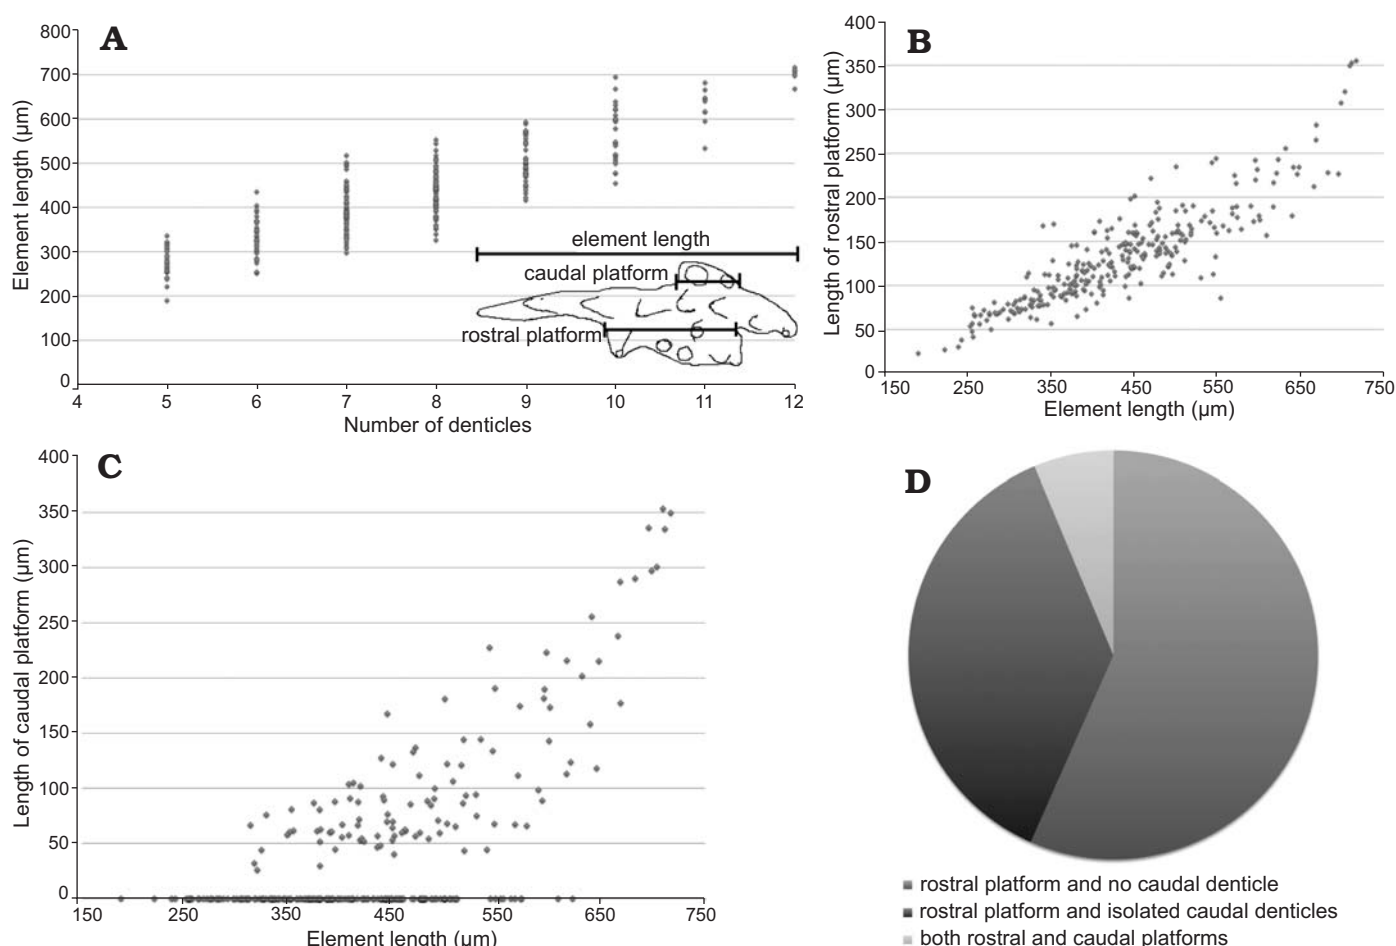 A
Element length (µm)
800
700
600
500
400
300
200
100
0
4 5 6 7 8 9 10 11 12
Number of denticles
element length
caudal platform
rostral platform
B
Length of rostral platform (µm)
400
350
300
250
200
150
100
50
0
150 250 350 450 550 650 750
Element length (µm)
C
Length of caudal platform (µm)
400
350
300
250
200
150
100
50
0
150 250 350 450 550 650 750
Element length (µm)
D
rostral platform and no caudal denticle
rostral platform and isolated caudal denticles
both rostral and caudal platforms